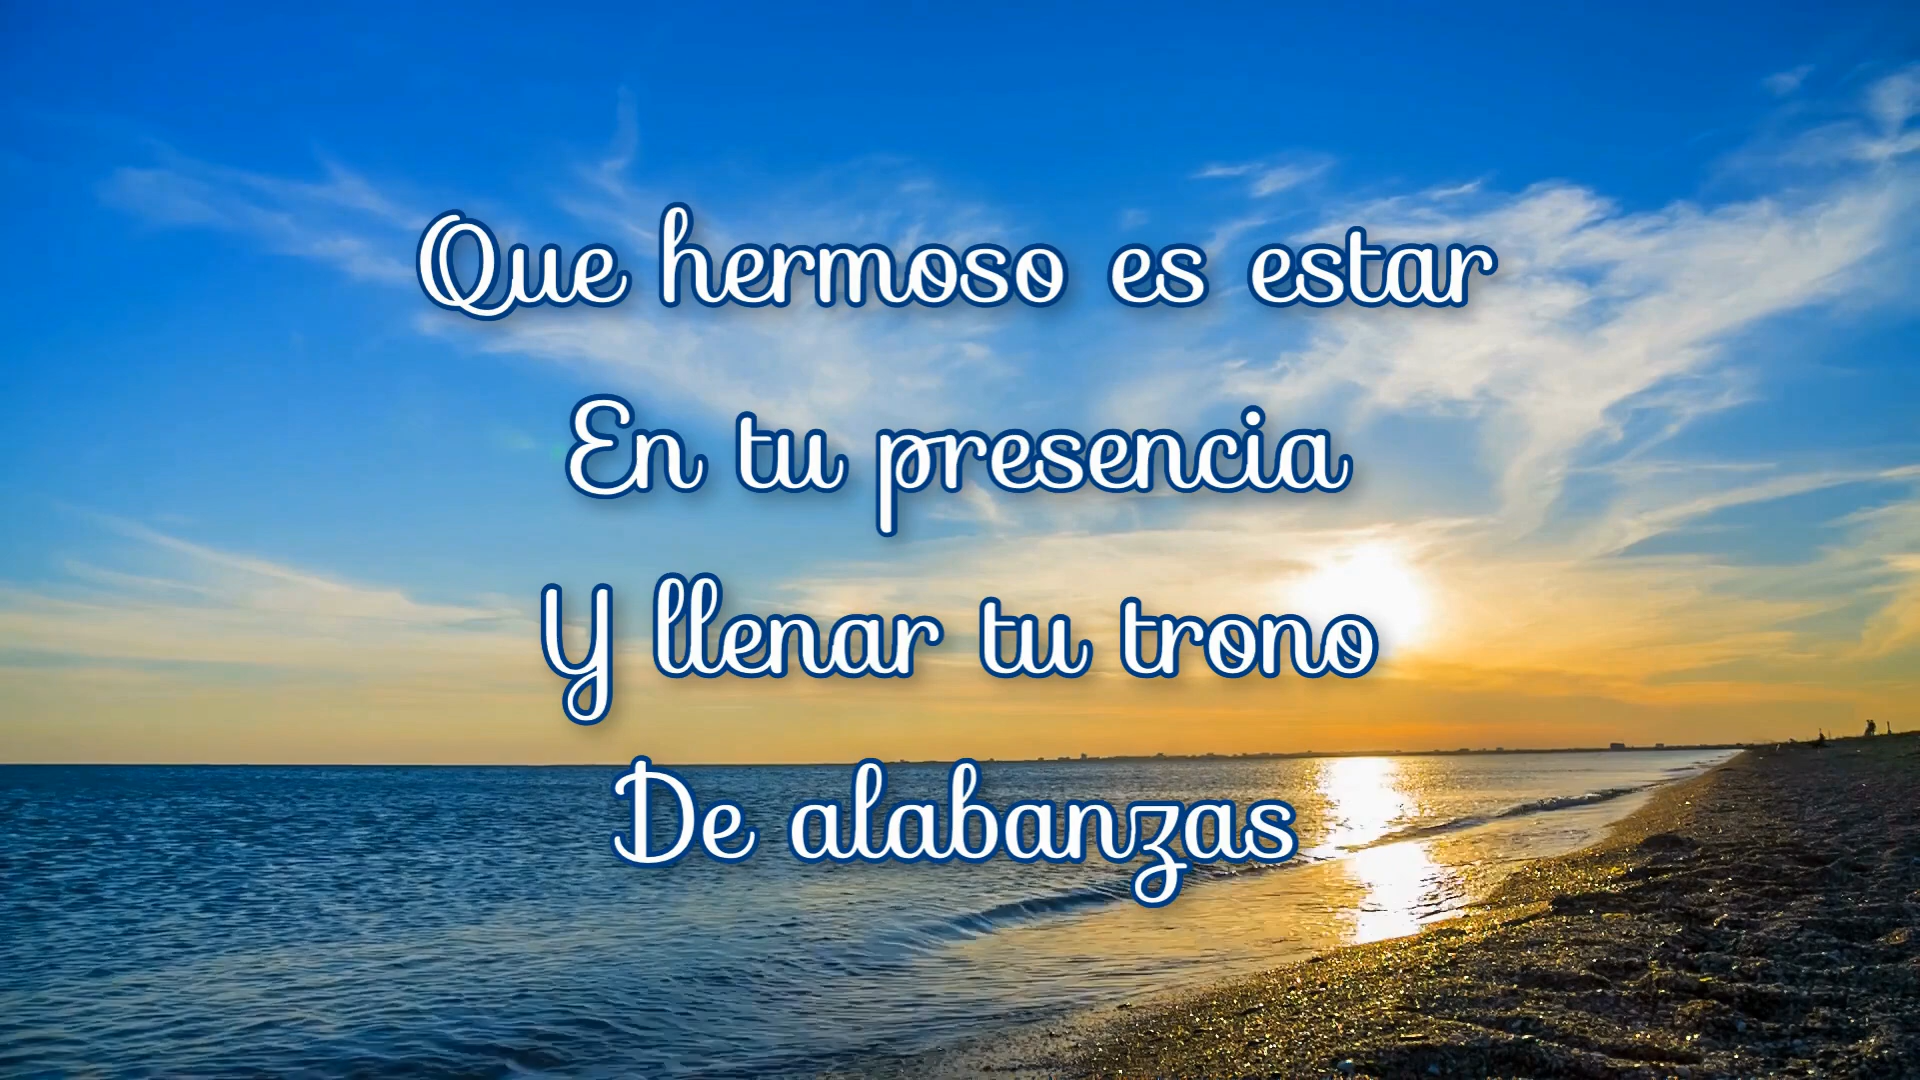 Que hermoso es estar
En tu presencia
Y llenar tu trono
De alabanzas